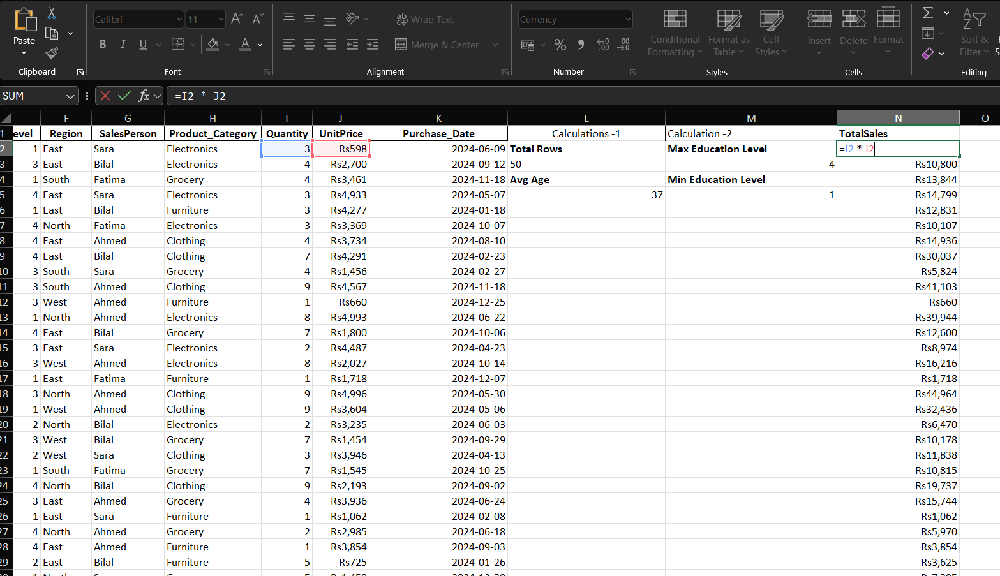 Calibri 11 Wrap Text Currency Σ
Paste B I U A Merge & Center % 9 Conditional Formatting Format as Table Cell Styles Insert Delete Format Sort & Filter
Clipboard Font Alignment Number Styles Cells Editing
SUM fx =I2 * J2
F G H I J K L M N O
1 evel Region SalesPerson Product_Category Quantity UnitPrice Purchase_Date Calculations -1 Calculation -2 TotalSales
2 1 East Sara Electronics 3 Rs598 2024-06-09 Total Rows Max Education Level =I2 * J2
3 3 East Bilal Electronics 4 Rs2,700 2024-09-12 50 4 Rs10,800
4 1 South Fatima Grocery 4 Rs3,461 2024-11-18 Avg Age Min Education Level Rs13,844
5 4 East Sara Electronics 3 Rs4,933 2024-05-07 37 1 Rs14,799
6 1 East Bilal Furniture 3 Rs4,277 2024-01-18 Rs12,831
7 4 North Fatima Electronics 3 Rs3,369 2024-10-07 Rs10,107
8 4 East Ahmed Clothing 4 Rs3,734 2024-08-10 Rs14,936
9 4 East Bilal Clothing 7 Rs4,291 2024-02-23 Rs30,037
10 3 South Sara Grocery 4 Rs1,456 2024-02-27 Rs5,824
11 3 South Ahmed Clothing 9 Rs4,567 2024-11-18 Rs41,103
12 3 West Ahmed Furniture 1 Rs660 2024-12-25 Rs660
13 1 North Ahmed Electronics 8 Rs4,993 2024-06-22 Rs39,944
14 4 East Bilal Grocery 7 Rs1,800 2024-10-06 Rs12,600
15 3 East Sara Electronics 2 Rs4,487 2024-04-23 Rs8,974
16 3 West Ahmed Electronics 8 Rs2,027 2024-10-14 Rs16,216
17 1 East Fatima Furniture 1 Rs1,718 2024-12-07 Rs1,718
18 3 North Ahmed Clothing 9 Rs4,996 2024-05-30 Rs44,964
19 1 West Ahmed Clothing 9 Rs3,604 2024-05-06 Rs32,436
20 2 North Bilal Electronics 2 Rs3,235 2024-06-03 Rs6,470
21 3 West Bilal Grocery 7 Rs1,454 2024-09-29 Rs10,178
22 2 West Sara Clothing 3 Rs3,946 2024-04-13 Rs11,838
23 1 South Fatima Grocery 7 Rs1,545 2024-10-25 Rs10,815
24 4 North Bilal Clothing 9 Rs2,193 2024-09-02 Rs19,737
25 3 East Ahmed Grocery 4 Rs3,936 2024-06-24 Rs15,744
26 1 East Sara Furniture 1 Rs1,062 2024-02-08 Rs1,062
27 4 North Ahmed Grocery 2 Rs2,985 2024-06-18 Rs5,970
28 4 East Ahmed Furniture 1 Rs3,854 2024-09-03 Rs3,854
29 2 East Bilal Furniture 5 Rs725 2024-01-26 Rs3,625